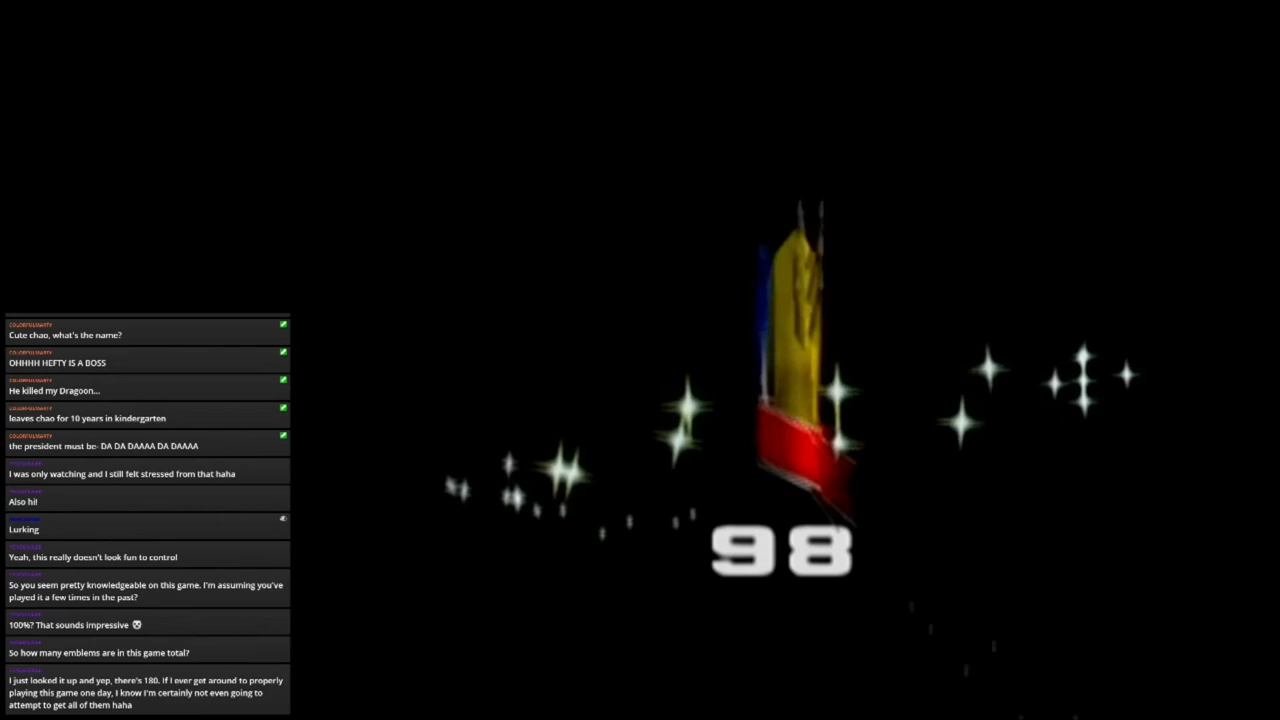 COLORFULMARTY
Cute chao, what's the name?
COLORFULMARTY
OHHHH HEFTY IS A BOSS
COLORFULMARTY
He killed my Dragoon...
COLORFULMARTY
leaves chao for 10 years in kindergarten
COLORFULMARTY
the president must be- DA DA DAAAA DA DAAAA
I was only watching and I still felt stressed from that haha
Also hi!
Lurking
Yeah, this really doesn't look fun to control
So you seem pretty knowledgeable on this game. I'm assuming you've
played it a few times in the past?
100%? That sounds impressive
So how many emblems are in this game total?
I just looked it up and yep, there's 180. If I ever get around to properly
playing this game one day, I know I'm certainly not even going to
attempt to get all of them haha
98